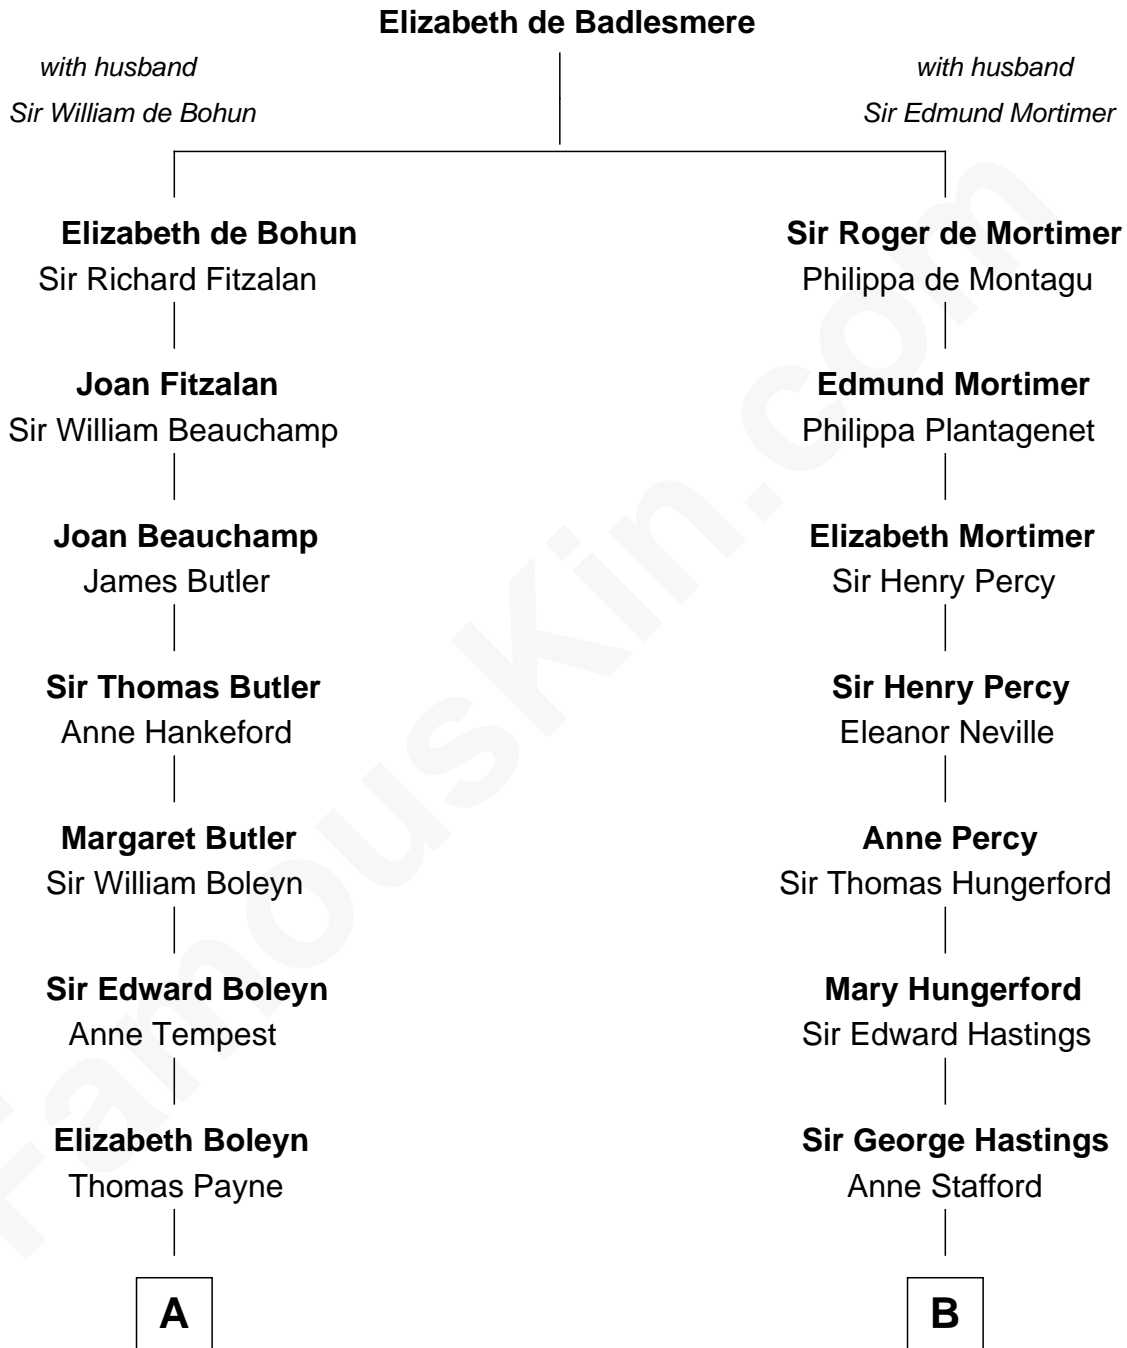 Elizabeth de Badlesmere
with husband
Sir William de Bohun
with husband
Sir Edmund Mortimer
Elizabeth de Bohun
Sir Richard Fitzalan
Sir Roger de Mortimer
Philippa de Montagu
Joan Fitzalan
Sir William Beauchamp
Edmund Mortimer
Philippa Plantagenet
Joan Beauchamp
James Butler
Elizabeth Mortimer
Sir Henry Percy
Sir Thomas Butler
Anne Hankeford
Sir Henry Percy
Eleanor Neville
Margaret Butler
Sir William Boleyn
Anne Percy
Sir Thomas Hungerford
Sir Edward Boleyn
Anne Tempest
Mary Hungerford
Sir Edward Hastings
Elizabeth Boleyn
Thomas Payne
Sir George Hastings
Anne Stafford
A
B
FamousKin.com